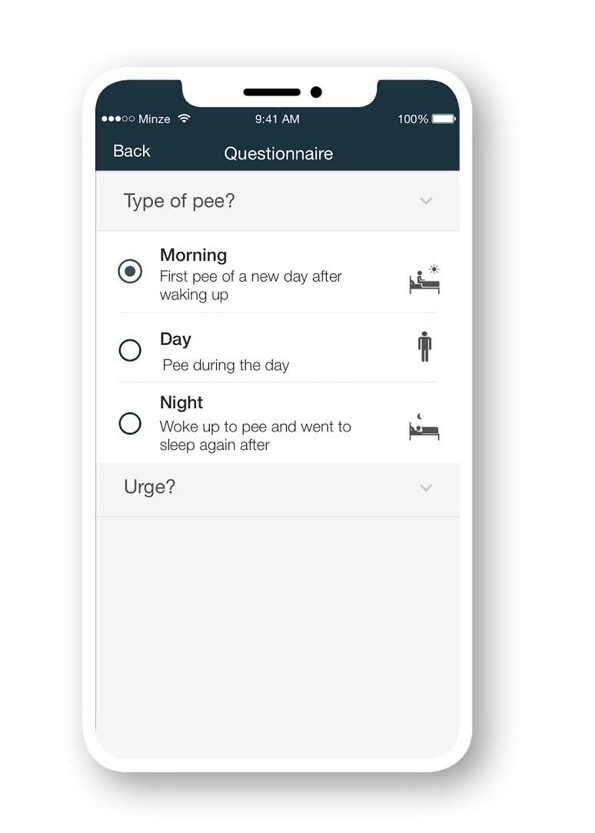 Minze 9:41 AM 100%
Back Questionnaire
Type of pee?
Morning
First pee of a new day after
waking up
Day
Pee during the day
Night
Woke up to pee and went to
sleep again after
Urge?